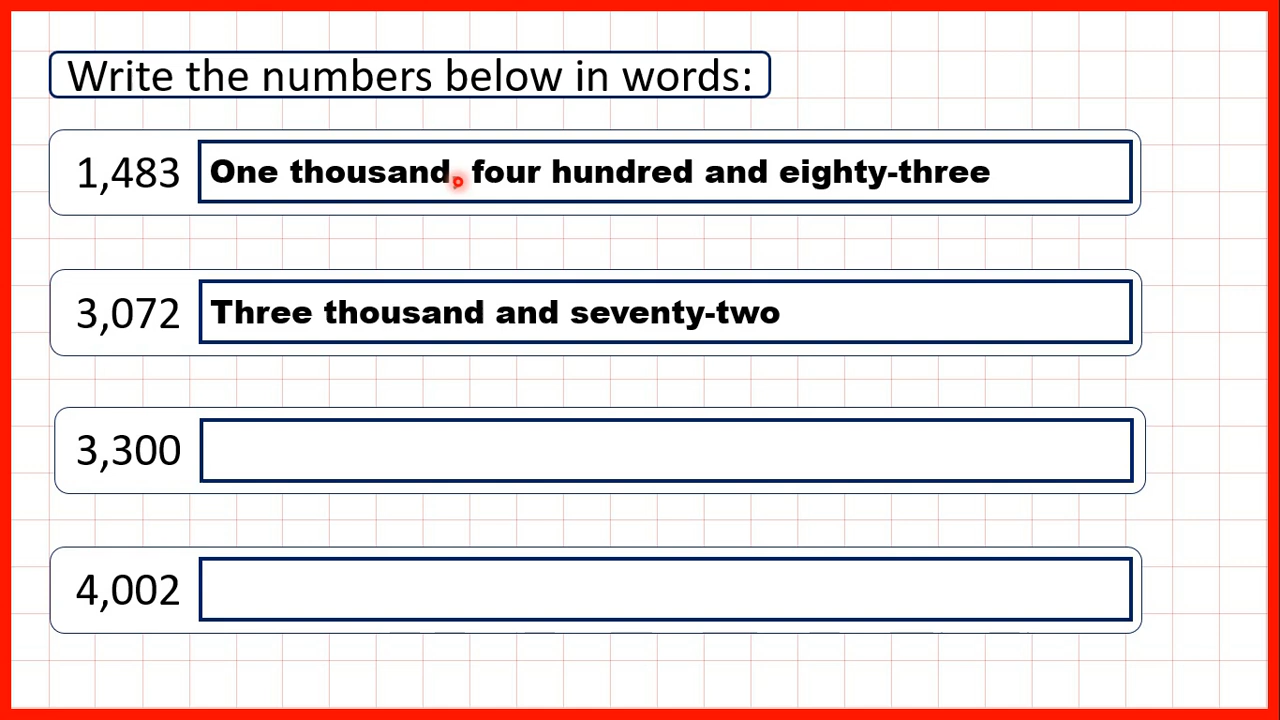 Write the numbers below in words:
1,483 One thousand, four hundred and eighty-three
3,072 Three thousand and seventy-two
3,300
4,002